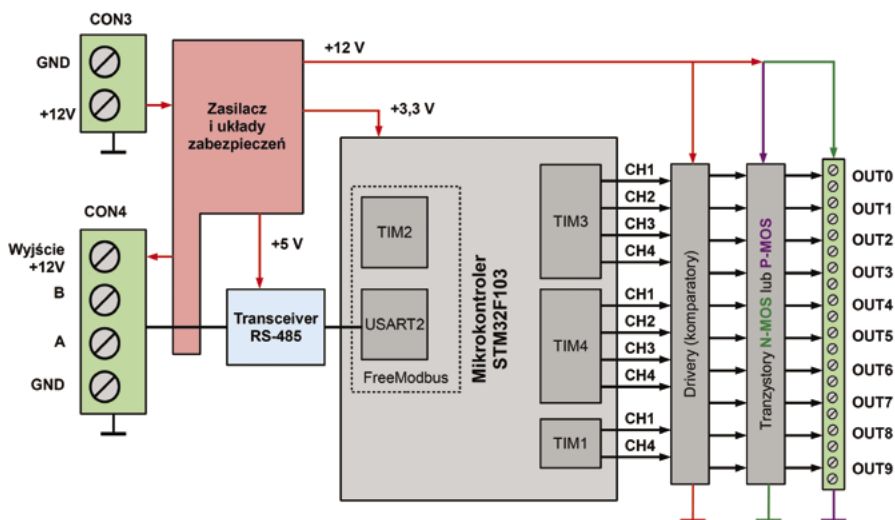 CON3
GND
+12V
Zasilacz
i układy
zabezpieczeń
+12 V
+3,3 V
+5 V
CON4
Wyjście
+12V
B
A
GND
Transceiver
RS-485
TIM2
USART2
FreeModbus
Mikrokontroler
STM32F103
TIM3
CH1
CH2
CH3
CH4
TIM4
CH1
CH2
CH3
CH4
TIM1
CH1
CH4
Drivery (komparatory)
Tranzystory N-MOS lub P-MOS
OUT0
OUT1
OUT2
OUT3
OUT4
OUT5
OUT6
OUT7
OUT8
OUT9